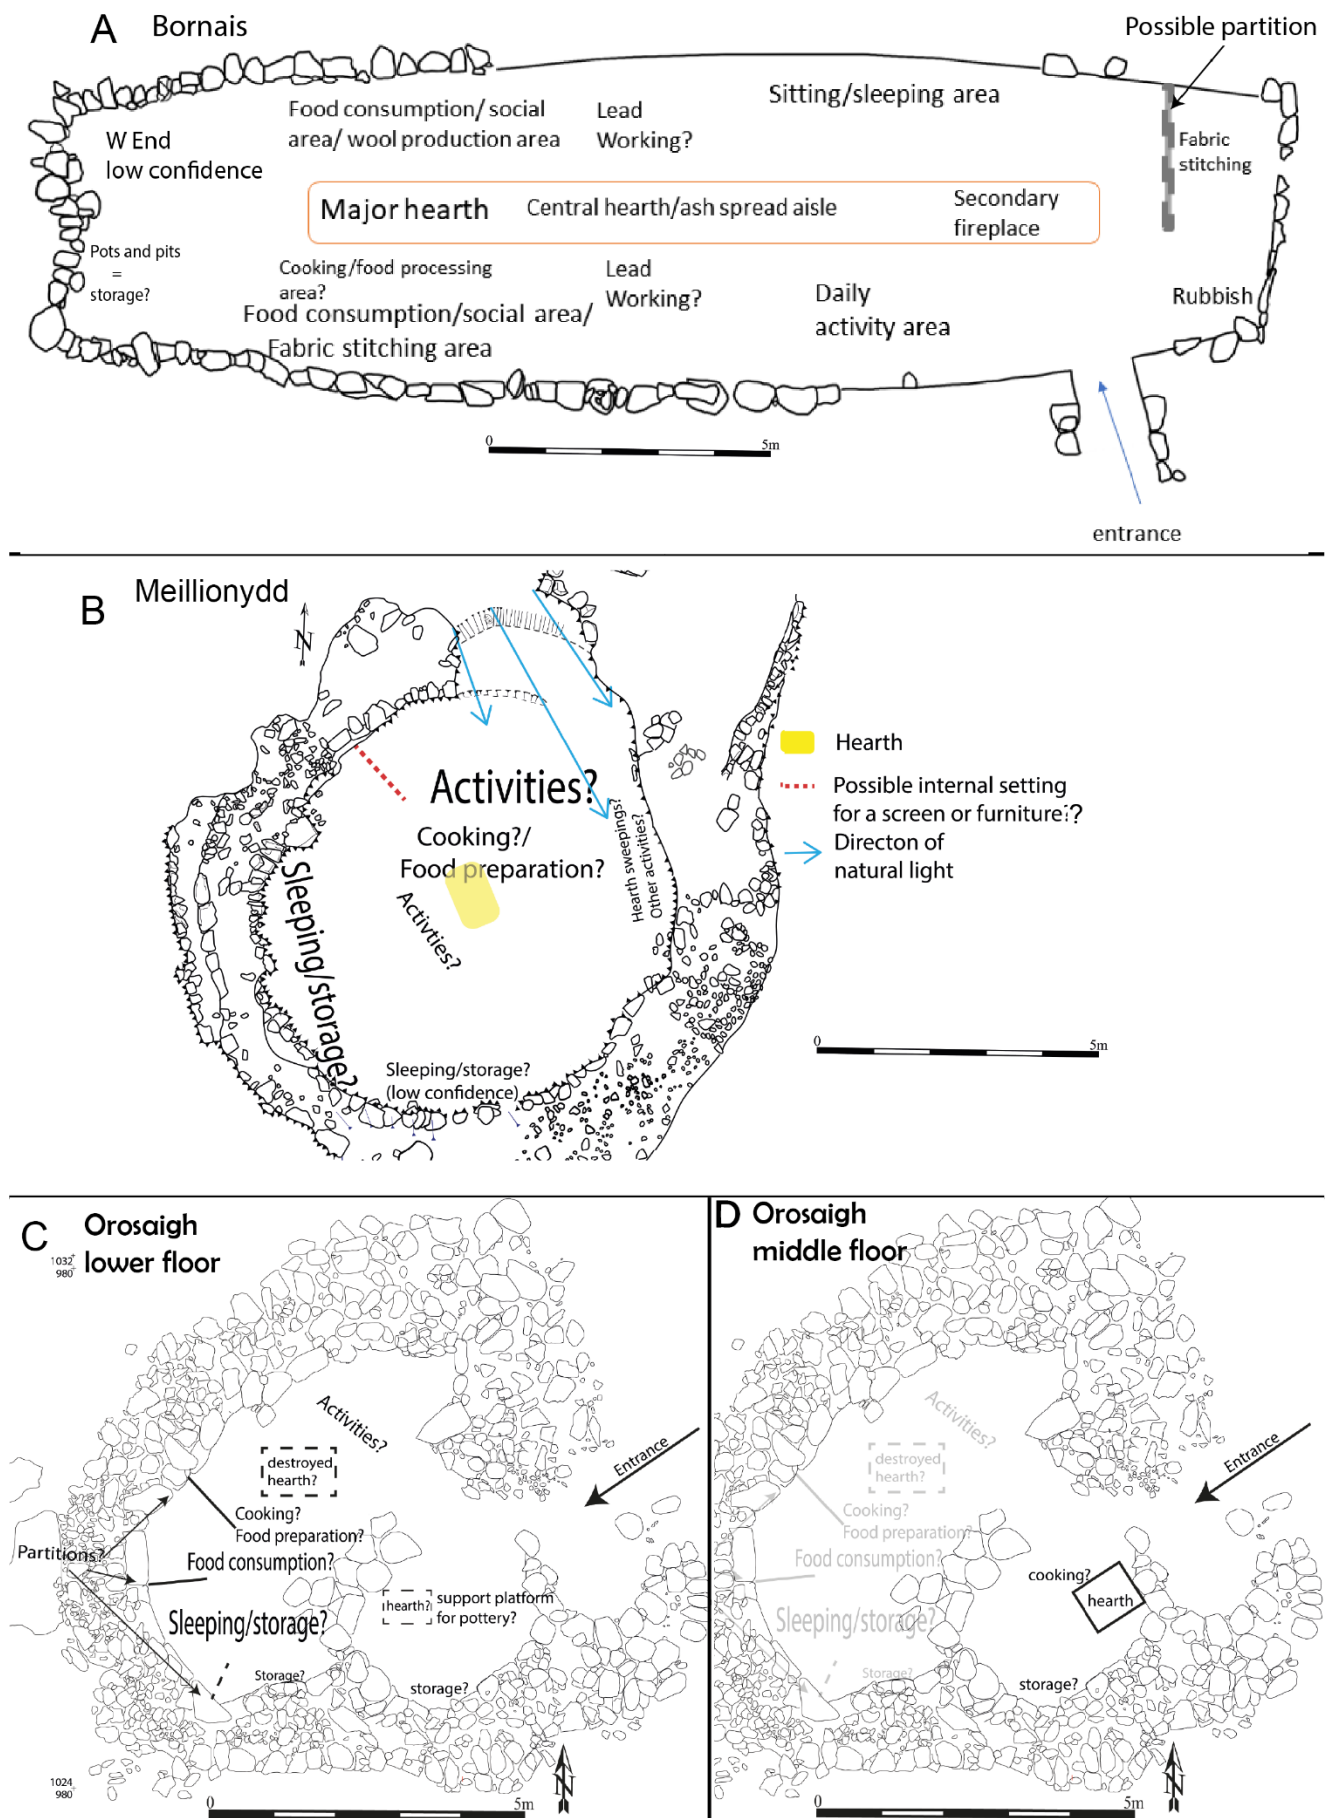 A Bornais
Possible partition
Food consumption/ social
area/ wool production area
Lead
Working?
Sitting/sleeping area
W End
low confidence
Fabric
stitching
Major hearth
Central hearth/ash spread aisle
Secondary
fireplace
Pots and pits
=
storage?
Cooking/food processing
area?
Food consumption/social area/
Fabric stitching area
Lead
Working?
Daily
activity area
Rubbish
0 5m
entrance
B Meillionydd
N
Activities?
Cooking?/
Food preparation?
Activties?
Hearth sweepings?
Other activities?
Sleeping/storage?
Sleeping/storage?
(low confidence)
Hearth
Possible internal setting
for a screen or furniture?
Directon of
natural light
0 5m
C Orosaigh
lower floor
1032
980
Activities?
destroyed
hearth?
Entrance
Cooking?
Food preparation?
Partitions?
Food consumption?
hearth?
support platform
for pottery?
Sleeping/storage?
Storage?
storage?
1024
980
0 5m
N
D Orosaigh
middle floor
Activities?
destroyed
hearth?
Entrance
Cooking?
Food preparation?
Food consumption?
cooking?
hearth
Sleeping/storage?
Storage?
storage?
0 5m
N